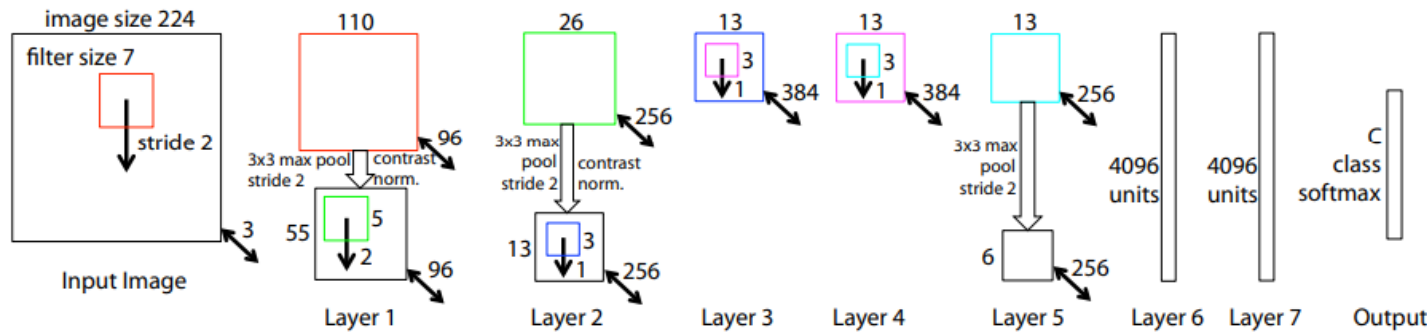 image size 224
filter size 7
stride 2
3
Input Image
110
96
3x3 max pool
stride 2
contrast
norm.
55
5
2
96
Layer 1
26
256
3x3 max
pool
stride 2
contrast
norm.
13
3
1
256
Layer 2
13
3
1
384
Layer 3
13
3
1
384
Layer 4
13
256
3x3 max
pool
stride 2
6
256
Layer 5
4096
units
Layer 6
4096
units
Layer 7
C
class
softmax
Output